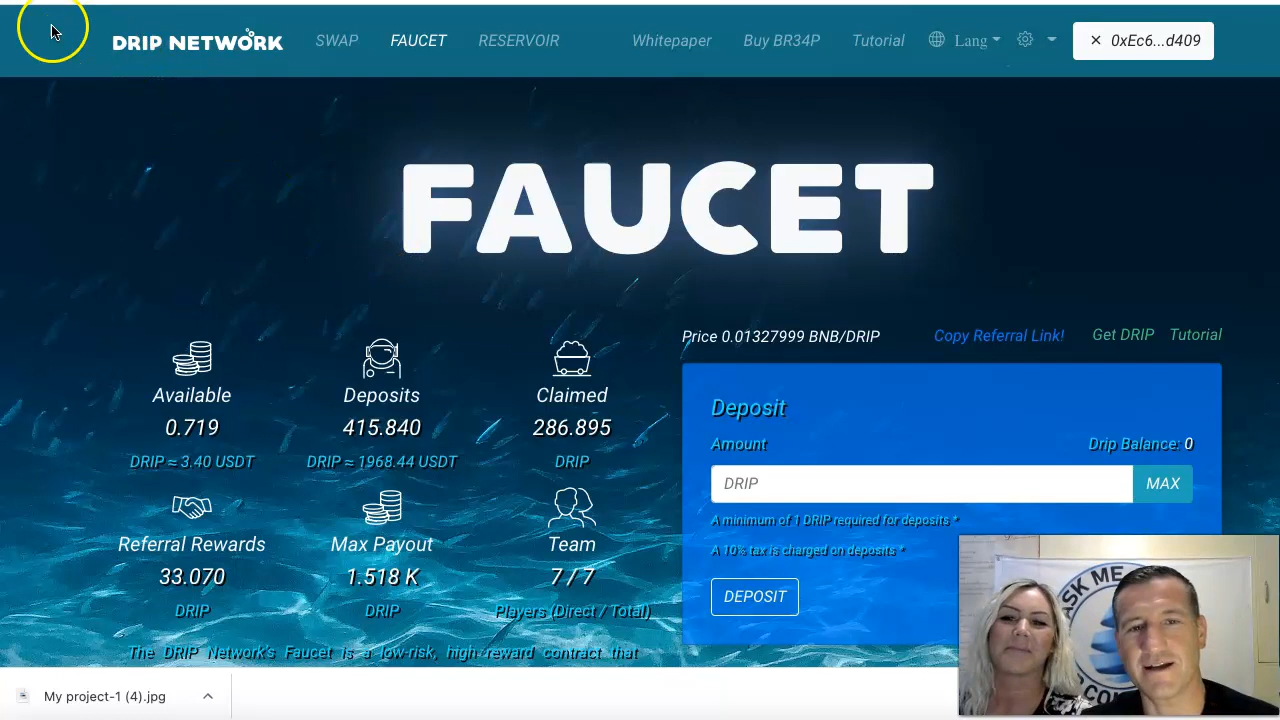 DRIP NETWORK SWAP FAUCET RESERVOIR Whitepaper Buy BR34P Tutorial Lang × 0xEc6...d409
FAUCET
Price 0.01327999 BNB/DRIP Copy Referral Link! Get DRIP Tutorial
Available Deposits Claimed
0.719 415.840 286.895
DRIP ≈ 3.40 USDT DRIP ≈ 1968.44 USDT DRIP
Referral Rewards Max Payout Team
33.070 1.518 K 7 / 7
DRIP DRIP Players (Direct / Total)
The DRIP Network's Faucet is a low-risk, high-reward contract that
Deposit
Amount Drip Balance: 0
DRIP MAX
A minimum of 1 DRIP required for deposits *
A 10% tax is charged on deposits *
DEPOSIT
ASK ME
My project-1 (4).jpg